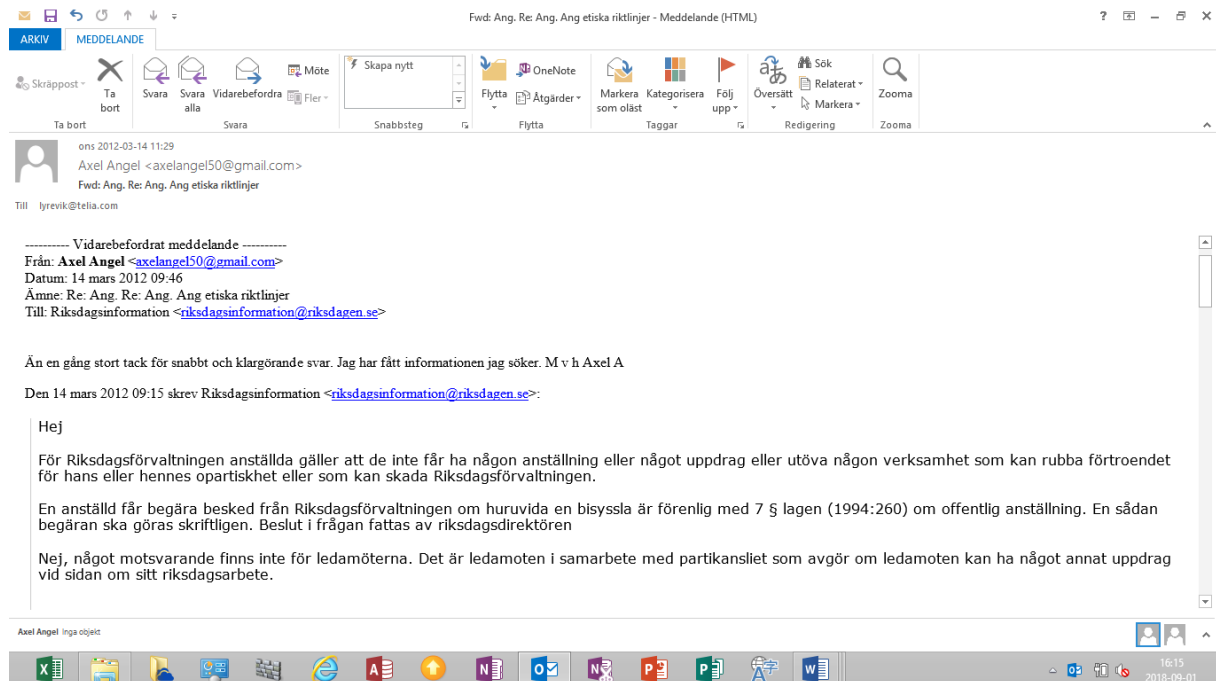 Fwd: Ang. Re: Ang. Ang etiska riktlinjer - Meddelande (HTML)
ARKIV MEDDELANDE
Skräppost
Ta bort
Svara
Svara alla
Vidarebefordra
Möte
Fler
Skapa nytt
Flytta
OneNote
Åtgärder
Markera som oläst
Kategorisera
Följ upp
Översätt
Sök
Relaterat
Markera
Zooma
Ta bort Svara Snabbsteg Flytta Taggar Redigering Zooma
ons 2012-03-14 11:29
Axel Angel <axelangel50@gmail.com>
Fwd: Ang. Re: Ang. Ang etiska riktlinjer
Till lyrevik@telia.com
---------- Vidarebefordrat meddelande ----------
Från: Axel Angel <axelangel50@gmail.com>
Datum: 14 mars 2012 09:46
Ämne: Re: Ang. Re: Ang. Ang etiska riktlinjer
Till: Riksdagsinformation <riksdagsinformation@riksdagen.se>
Än en gång stort tack för snabbt och klargörande svar. Jag har fått informationen jag söker. M v h Axel A
Den 14 mars 2012 09:15 skrev Riksdagsinformation <riksdagsinformation@riksdagen.se>:
Hej
För Riksdagsförvaltningen anställda gäller att de inte får ha någon anställning eller något uppdrag eller utöva någon verksamhet som kan rubba förtroendet
för hans eller hennes opartiskhet eller som kan skada Riksdagsförvaltningen.
En anställd får begära besked från Riksdagsförvaltningen om huruvida en bisyssla är förenlig med 7 § lagen (1994:260) om offentlig anställning. En sådan
begäran ska göras skriftligen. Beslut i frågan fattas av riksdagsdirektören
Nej, något motsvarande finns inte för ledamöterna. Det är ledamoten i samarbete med partikansliet som avgör om ledamoten kan ha något annat uppdrag
vid sidan om sitt riksdagsarbete.
Axel Angel Inga objekt
16:15
2018-09-01